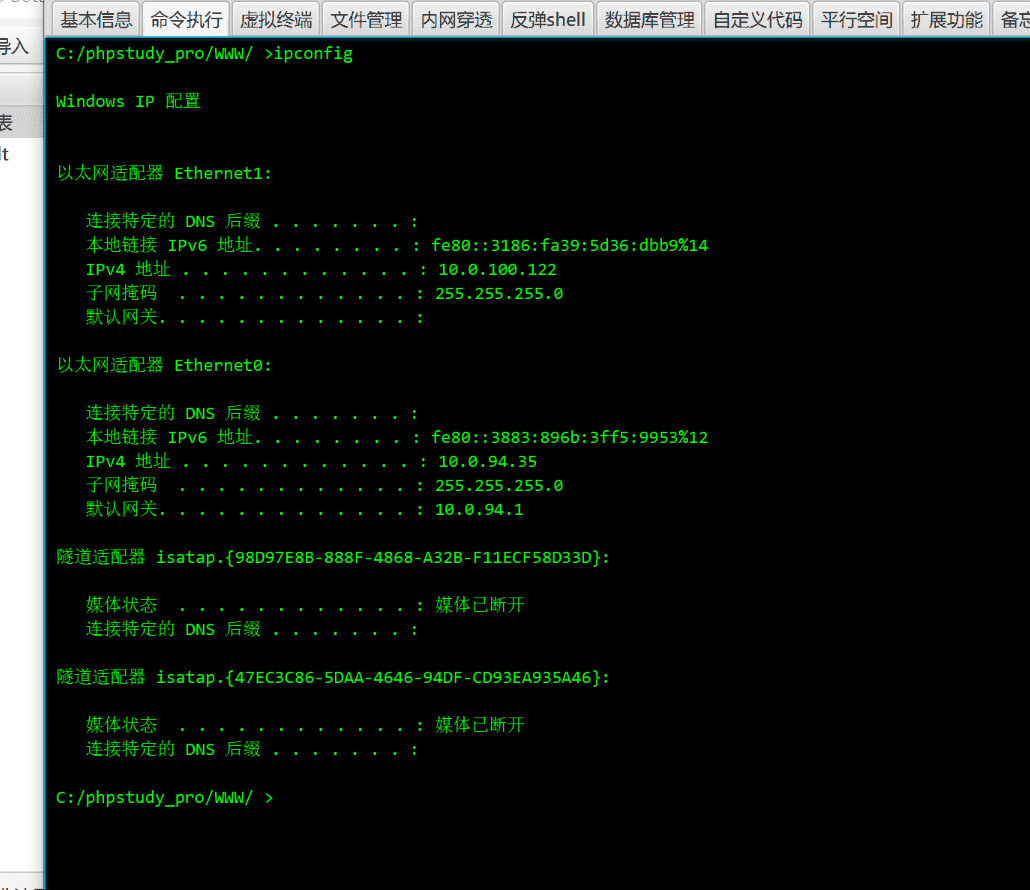 基本信息 命令执行 虚拟终端 文件管理 内网穿透 反弹shell 数据库管理 自定义代码 平行空间 扩展功能
导入
表
lt
C:/phpstudy_pro/WWW/ >ipconfig
Windows IP 配置
以太网适配器 Ethernet1:
连接特定的 DNS 后缀 . . . . . . . :
本地链接 IPv6 地址. . . . . . . . : fe80::3186:fa39:5d36:dbb9%14
IPv4 地址 . . . . . . . . . . . . : 10.0.100.122
子网掩码  . . . . . . . . . . . . : 255.255.255.0
默认网关. . . . . . . . . . . . . :
以太网适配器 Ethernet0:
连接特定的 DNS 后缀 . . . . . . . :
本地链接 IPv6 地址. . . . . . . . : fe80::3883:896b:3ff5:9953%12
IPv4 地址 . . . . . . . . . . . . : 10.0.94.35
子网掩码  . . . . . . . . . . . . : 255.255.255.0
默认网关. . . . . . . . . . . . . : 10.0.94.1
隧道适配器 isatap.{98D97E8B-888F-4868-A32B-F11ECF58D33D}:
媒体状态  . . . . . . . . . . . . : 媒体已断开
连接特定的 DNS 后缀 . . . . . . . :
隧道适配器 isatap.{47EC3C86-5DAA-4646-94DF-CD93EA935A46}:
媒体状态  . . . . . . . . . . . . : 媒体已断开
连接特定的 DNS 后缀 . . . . . . . :
C:/phpstudy_pro/WWW/ >